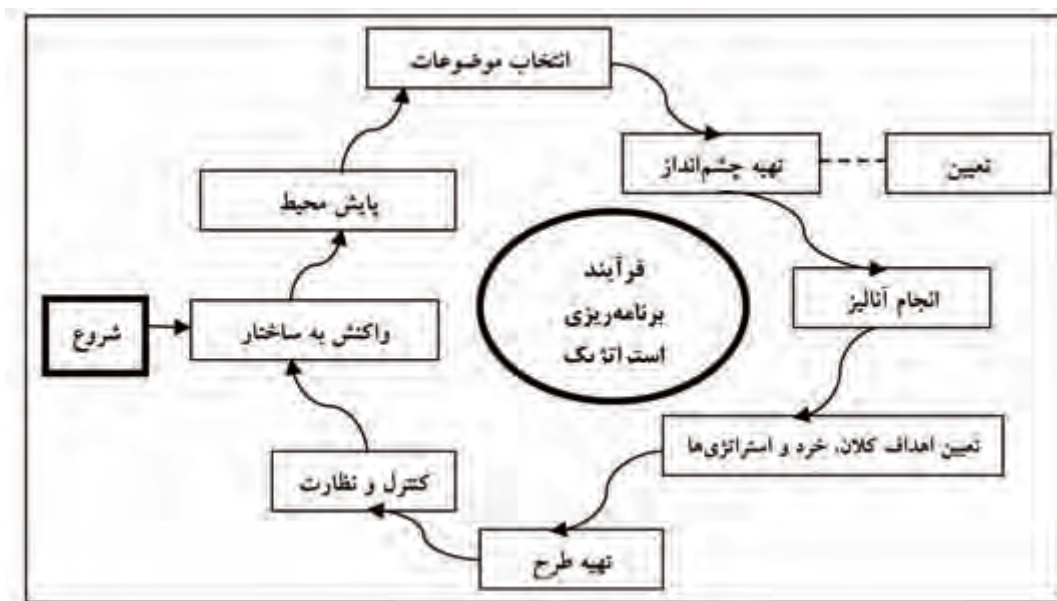 انتخاب موضوعات
تهیه چشم‌انداز
تعیین
پایش محیط
فرآیند
برنامه‌ریزی
استراتژیک
انجام آنالیز
شروع
واکنش به ساختار
تعیین اهداف کلان، خرد و استراتژی‌ها
کنترل و نظارت
تهیه طرح